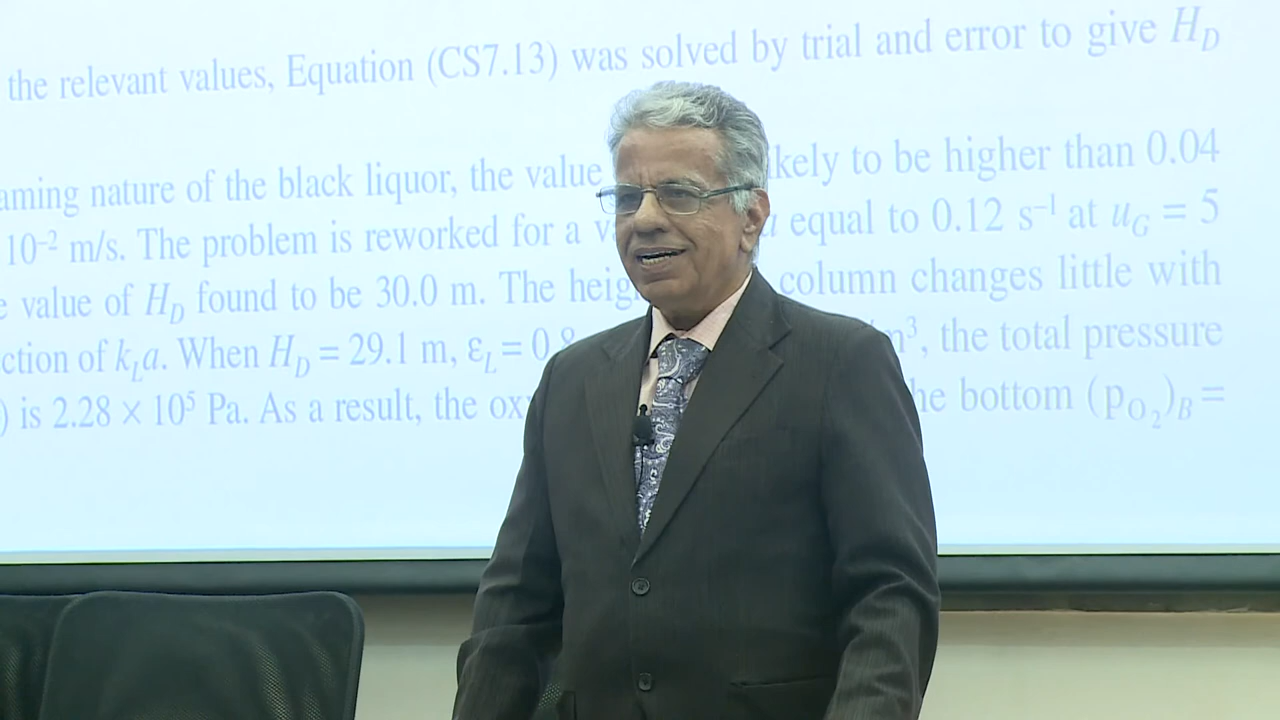 the relevant values, Equation (CS7.13) was solved by trial and error to give H_D
aming nature of the black liquor, the value ikely to be higher than 0.04
10⁻² m/s. The problem is reworked for a equal to 0.12 s⁻¹ at u_G = 5
value of H_D found to be 30.0 m. The column changes little with
ction of k_La. When H_D = 29.1 m, ε_L = 0.8 m³, the total pressure
) is 2.28 × 10⁵ Pa. As a result, the he bottom (p_O₂)_B =